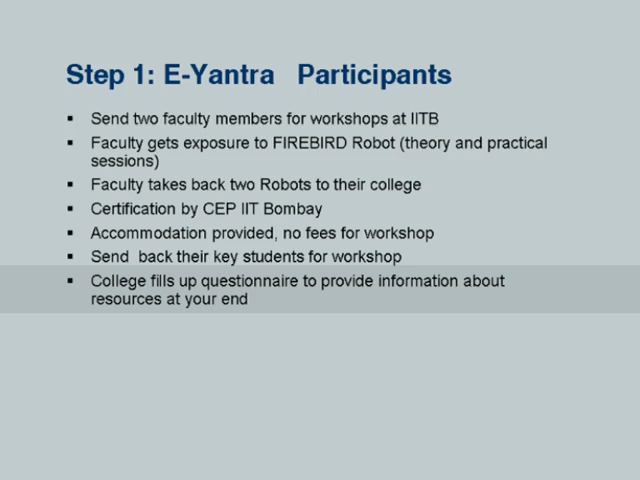 Step 1: E-Yantra Participants
▪ Send two faculty members for workshops at IITB
▪ Faculty gets exposure to FIREBIRD Robot (theory and practical
sessions)
▪ Faculty takes back two Robots to their college
▪ Certification by CEP IIT Bombay
▪ Accommodation provided, no fees for workshop
▪ Send back their key students for workshop
▪ College fills up questionnaire to provide information about
resources at your end